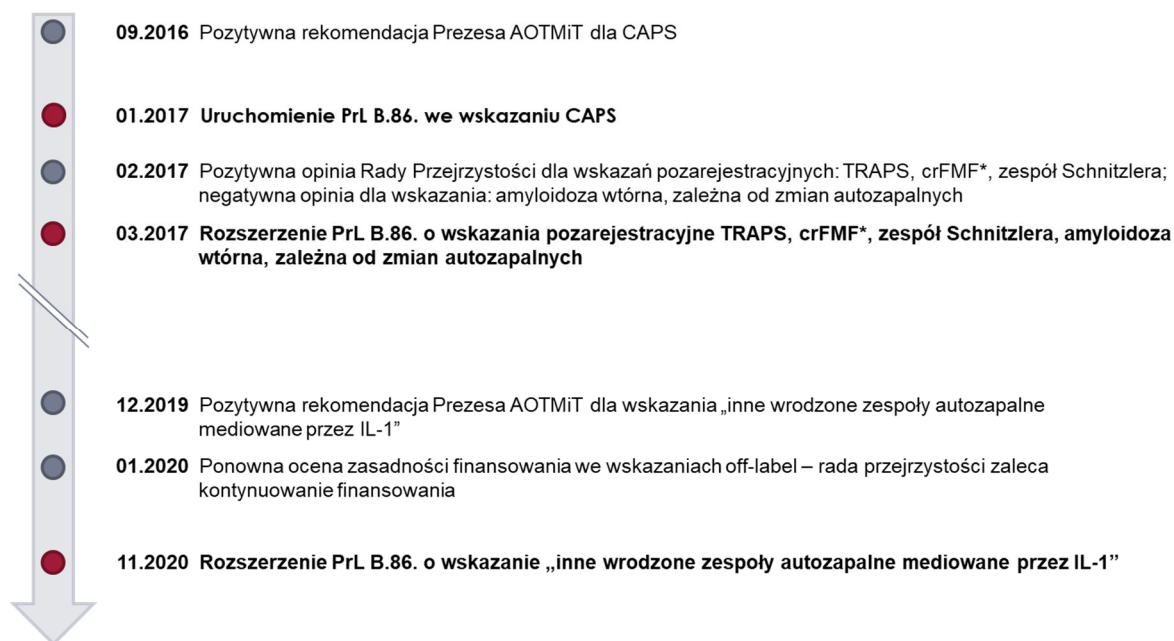 09.2016 Pozytywna rekomendacja Prezesa AOTMiT dla CAPS
01.2017 Uruchomienie PrL B.86. we wskazaniu CAPS
02.2017 Pozytywna opinia Rady Przejrzystości dla wskazań pozarejestracyjnych: TRAPS, crFMF*, zespół Schnitzlera;
negatywna opinia dla wskazania: amyloidoza wtórna, zależna od zmian autozapalnych
03.2017 Rozszerzenie PrL B.86. o wskazania pozarejestracyjne TRAPS, crFMF*, zespół Schnitzlera, amyloidoza
wtórna, zależna od zmian autozapalnych
12.2019 Pozytywna rekomendacja Prezesa AOTMiT dla wskazania „inne wrodzone zespoły autozapalne
mediowane przez IL-1”
01.2020 Ponowna ocena zasadności finansowania we wskazaniach off-label – rada przejrzystości zaleca
kontynuowanie finansowania
11.2020 Rozszerzenie PrL B.86. o wskazanie „inne wrodzone zespoły autozapalne mediowane przez IL-1”